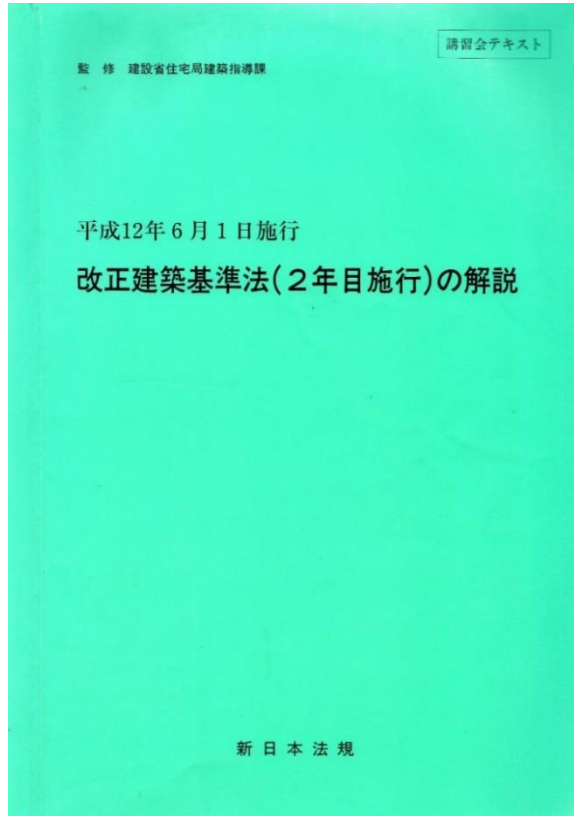 講習会テキスト
監 修 建設省住宅局建築指導課
平成12年6月1日施行
改正建築基準法(2年目施行)の解説
新日本法規